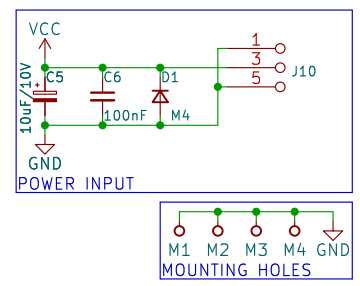 VCC
1
C5 C6 D1 3 J10
+
5
10uF/10V
100nF M4
GND
POWER INPUT
M1 M2 M3 M4 GND
MOUNTING HOLES